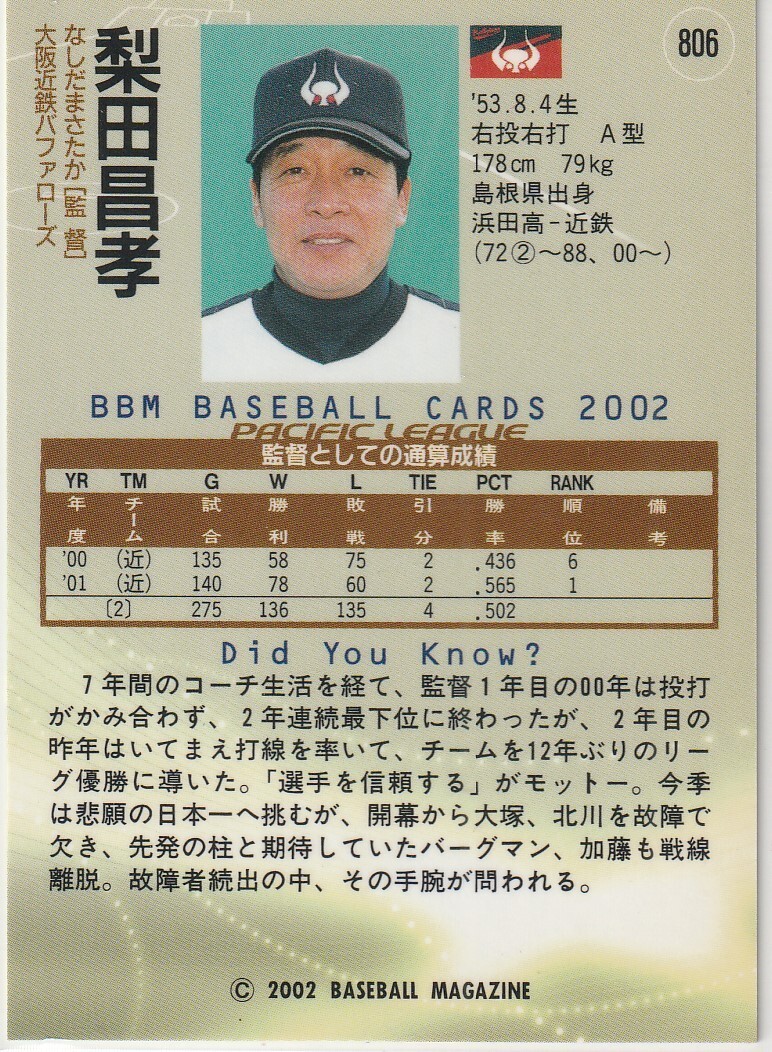 806
梨田昌孝
なしだまさたか［監督］
大阪近鉄バファローズ
'53.8.4生
右投右打 A型
178cm 79kg
島根県出身
浜田高－近鉄
(72②～88、00～)
BBM BASEBALL CARDS 2002
PACIFIC LEAGUE
監督としての通算成績
YR TM G W L TIE PCT RANK
年度 チーム 試合 勝利 敗戦 引分 勝率 順位 備考
'00 (近) 135 58 75 2 .436 6
'01 (近) 140 78 60 2 .565 1
〔2〕 275 136 135 4 .502
Did You Know?
7年間のコーチ生活を経て、監督1年目の00年は投打
がかみ合わず、2年連続最下位に終わったが、2年目の
昨年はいてまえ打線を率いて、チームを12年ぶりのリー
グ優勝に導いた。「選手を信頼する」がモットー。今季
は悲願の日本一へ挑むが、開幕から大塚、北川を故障で
欠き、先発の柱と期待していたバーグマン、加藤も戦線
離脱。故障者続出の中、その手腕が問われる。
© 2002 BASEBALL MAGAZINE